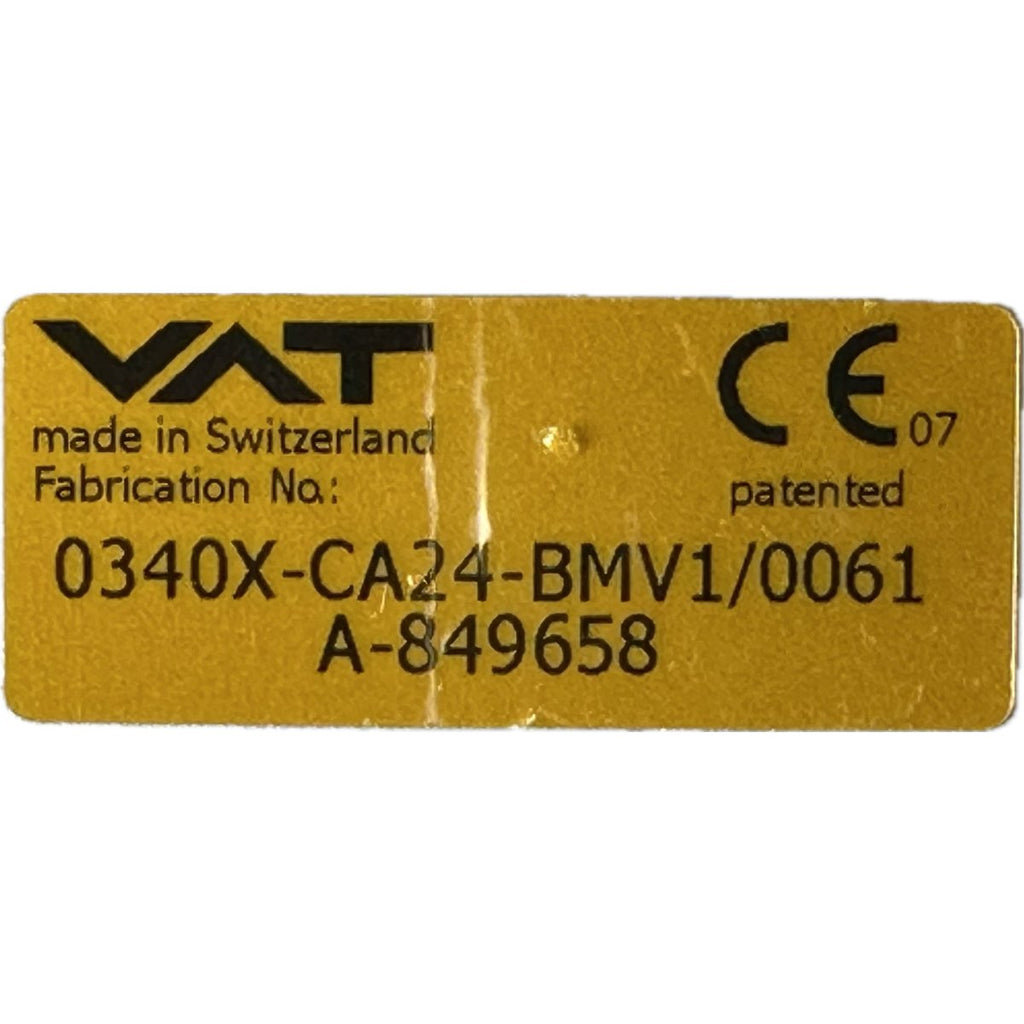 VAT
made in Switzerland
Fabrication No.:
CE 07
patented
0340X-CA24-BMV1/0061
A-849658